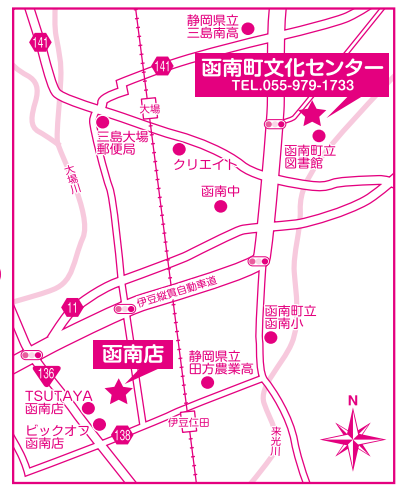 静岡県立
三島南高
141
141
函南町文化センター
TEL.055-979-1733
大場
三島大場
郵便局
クリエイト
函南町立
図書館
大場川
函南中
伊豆縦貫自動車道
11
函南町立
函南小
函南店
静岡県立
田方農業高
136
TSUTAYA
函南店
ビックオフ
函南店
138
伊豆仁田
来光川
N